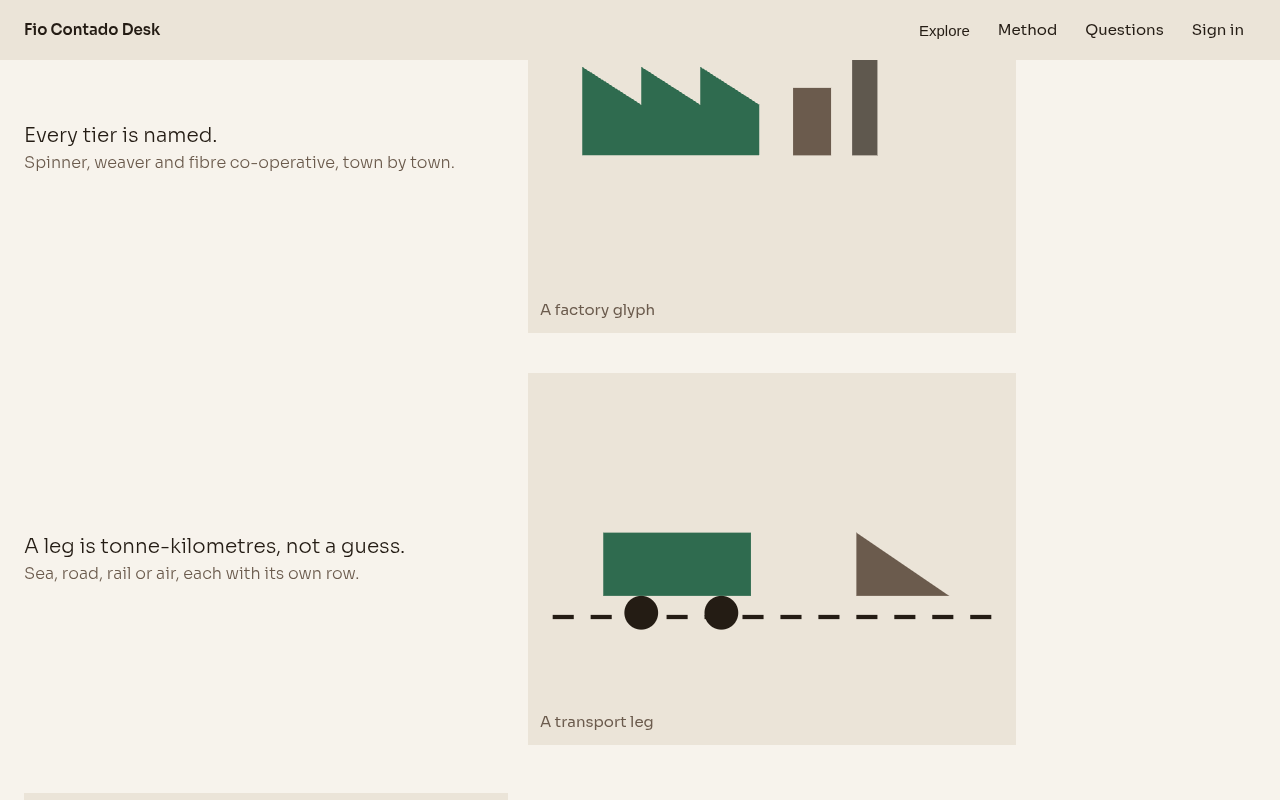 Fio Contado Desk
Explore
Method
Questions
Sign in
Every tier is named.
Spinner, weaver and fibre co-operative, town by town.
A factory glyph
A leg is tonne-kilometres, not a guess.
Sea, road, rail or air, each with its own row.
A transport leg